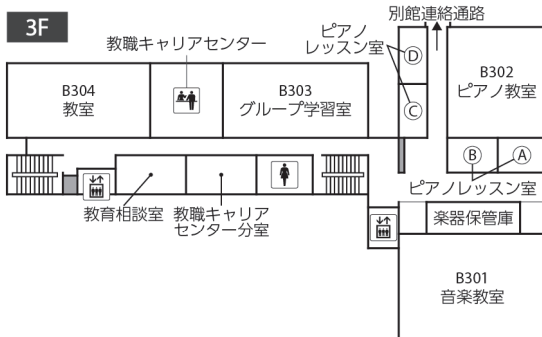 3F
別館連絡通路
教職キャリアセンター
ピアノ
レッスン室
Ⓓ
Ⓒ
B304
教室
B303
グループ学習室
B302
ピアノ教室
Ⓑ
Ⓐ
ピアノレッスン室
教育相談室
教職キャリア
センター分室
楽器保管庫
B301
音楽教室